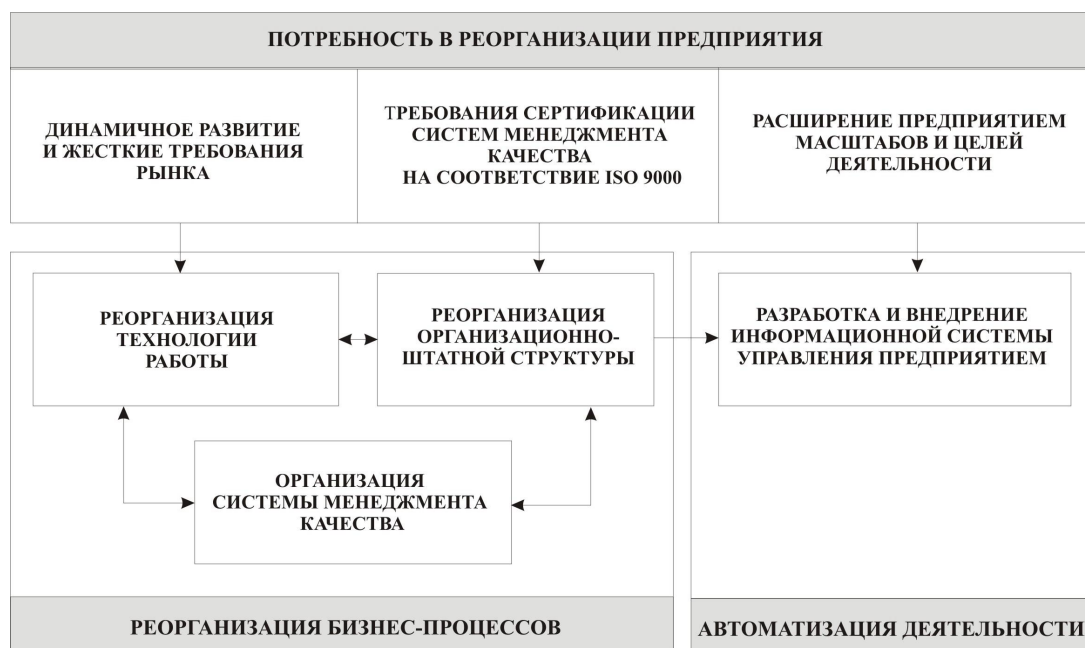 ПОТРЕБНОСТЬ В РЕОРГАНИЗАЦИИ ПРЕДПРИЯТИЯ
ДИНАМИЧНОЕ РАЗВИТИЕ
И ЖЕСТКИЕ ТРЕБОВАНИЯ
РЫНКА
ТРЕБОВАНИЯ СЕРТИФИКАЦИИ
СИСТЕМ МЕНЕДЖМЕНТА
КАЧЕСТВА
НА СООТВЕТСТВИЕ ISO 9000
РАСШИРЕНИЕ ПРЕДПРИЯТИЕМ
МАСШТАБОВ И ЦЕЛЕЙ
ДЕЯТЕЛЬНОСТИ
РЕОРГАНИЗАЦИЯ
ТЕХНОЛОГИИ
РАБОТЫ
РЕОРГАНИЗАЦИЯ
ОРГАНИЗАЦИОННО-
ШТАТНОЙ СТРУКТУРЫ
РАЗРАБОТКА И ВНЕДРЕНИЕ
ИНФОРМАЦИОННОЙ СИСТЕМЫ
УПРАВЛЕНИЯ ПРЕДПРИЯТИЕМ
ОРГАНИЗАЦИЯ
СИСТЕМЫ МЕНЕДЖМЕНТА
КАЧЕСТВА
РЕОРГАНИЗАЦИЯ БИЗНЕС-ПРОЦЕССОВ
АВТОМАТИЗАЦИЯ ДЕЯТЕЛЬНОСТИ